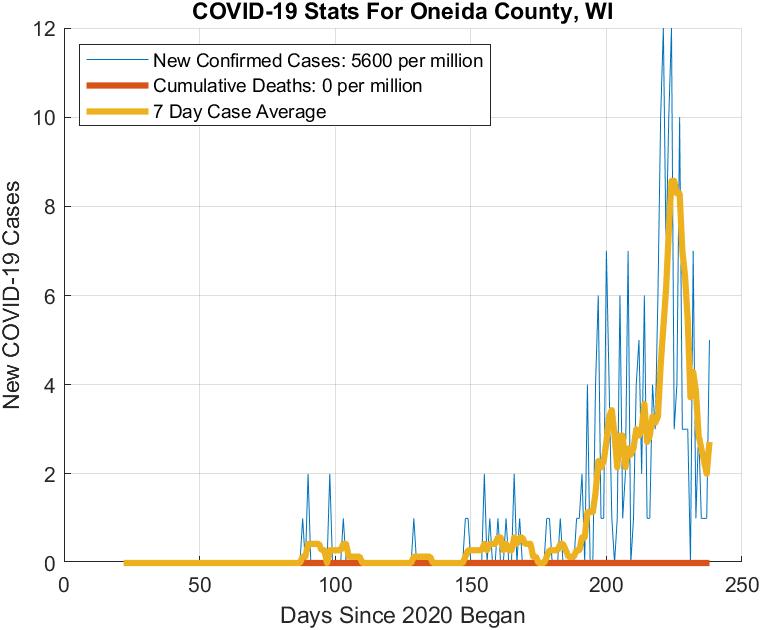 COVID-19 Stats For Oneida County, WI
New Confirmed Cases: 5600 per million
Cumulative Deaths: 0 per million
7 Day Case Average
New COVID-19 Cases
12
10
8
6
4
2
0
0 50 100 150 200 250
Days Since 2020 Began